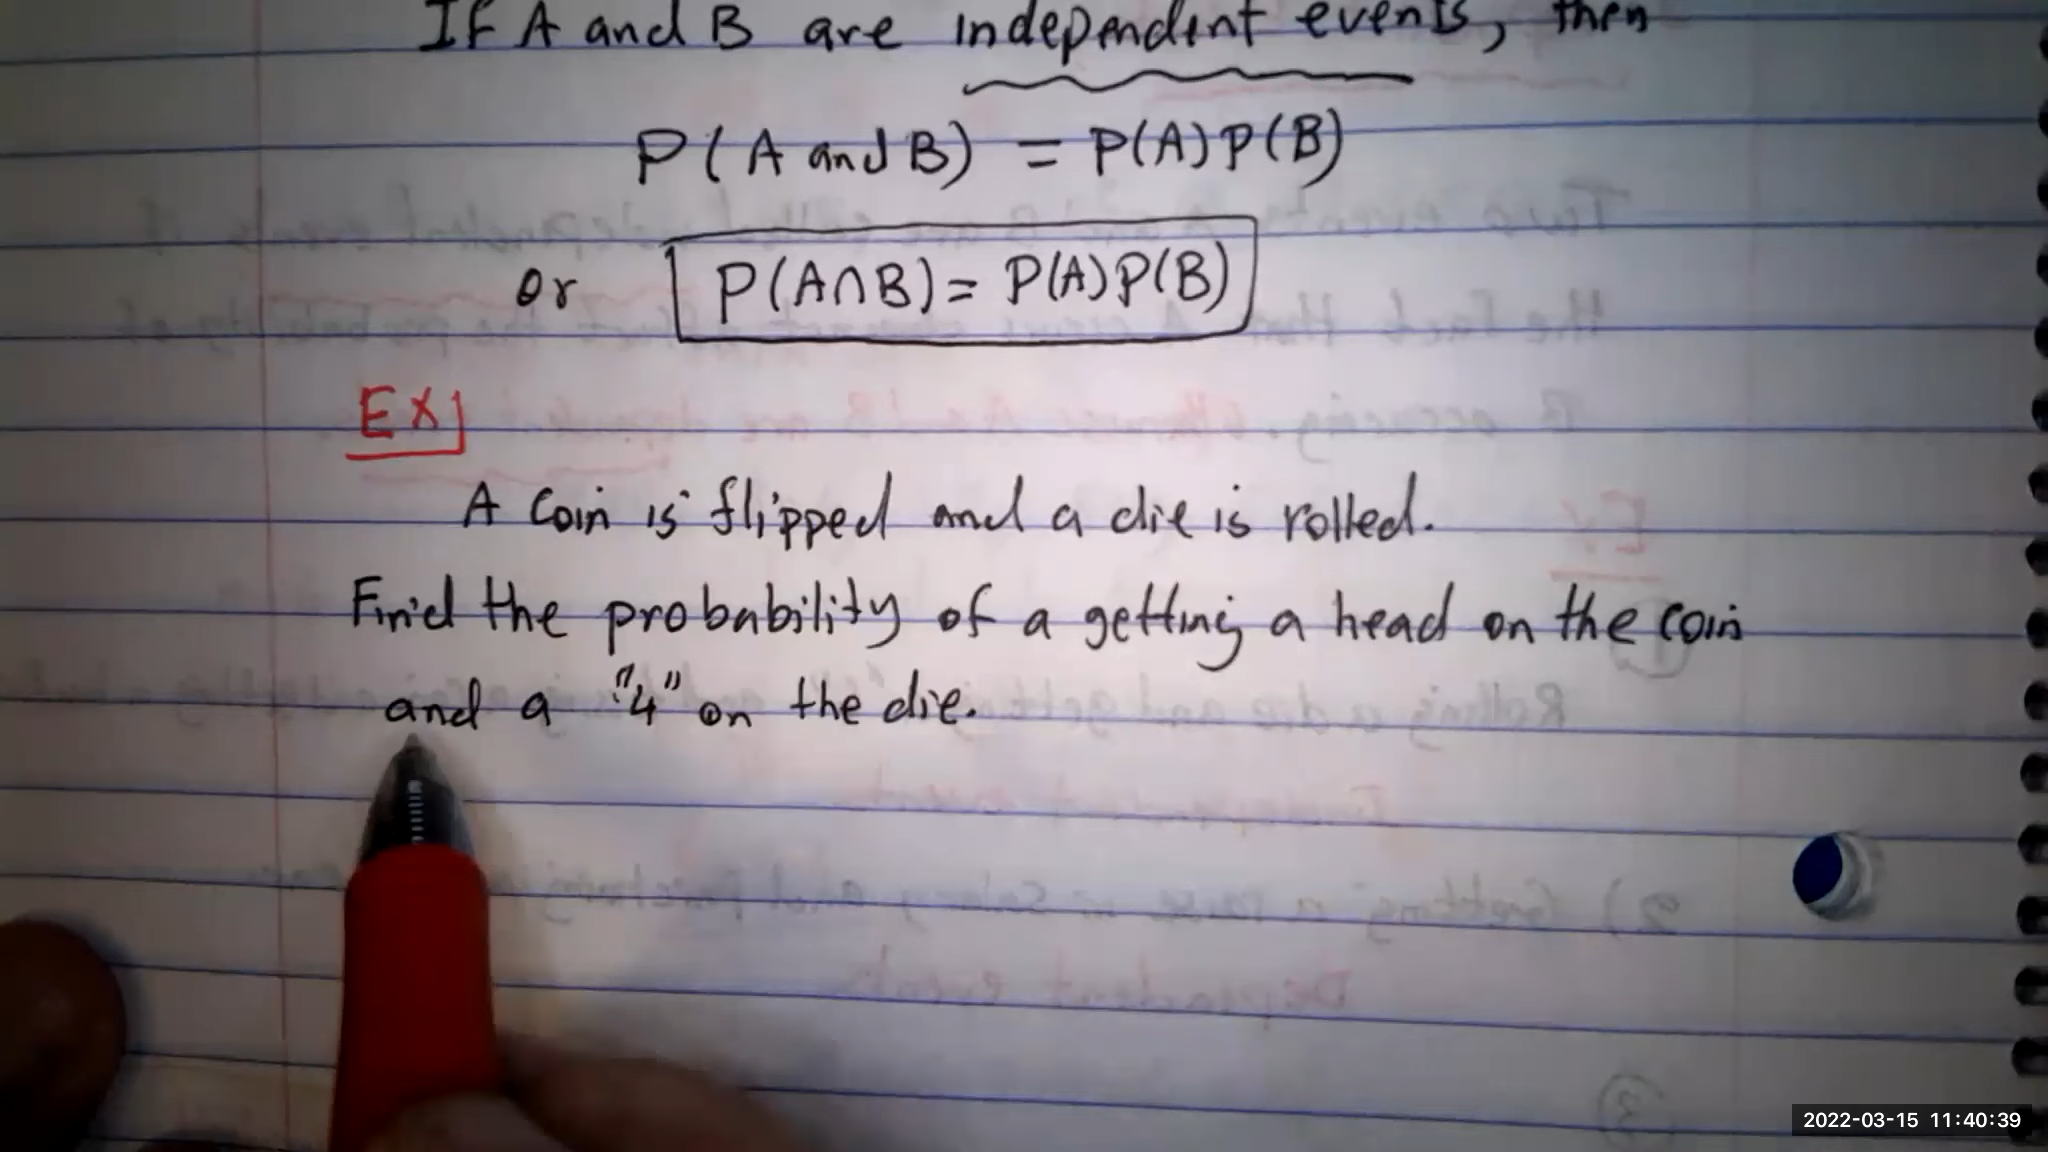 If A and B are independent events, then
P(A and B) = P(A)P(B)
or P(A∩B) = P(A)P(B)
EX
A coin is flipped and a die is rolled.
Find the probability of a getting a head on the coin
and a "4" on the die.
2022-03-15 11:40:39